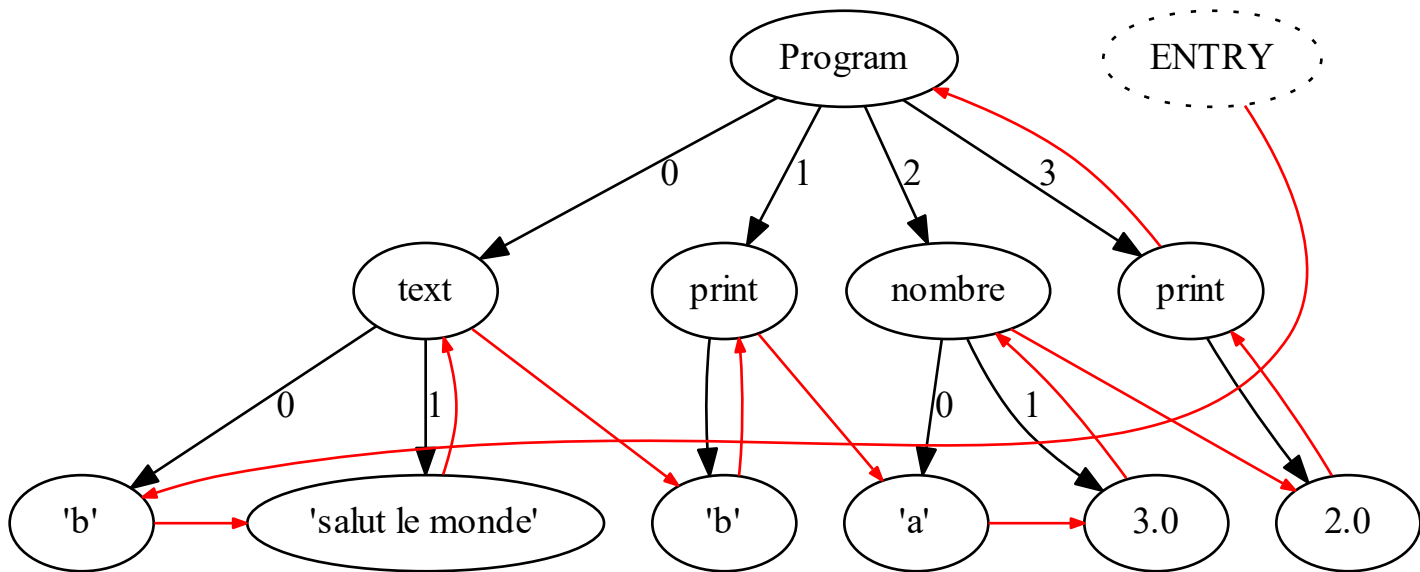 Program
ENTRY
0
1
2
3
text
print
nombre
print
0
1
0
1
'b'
'salut le monde'
'b'
'a'
3.0
2.0